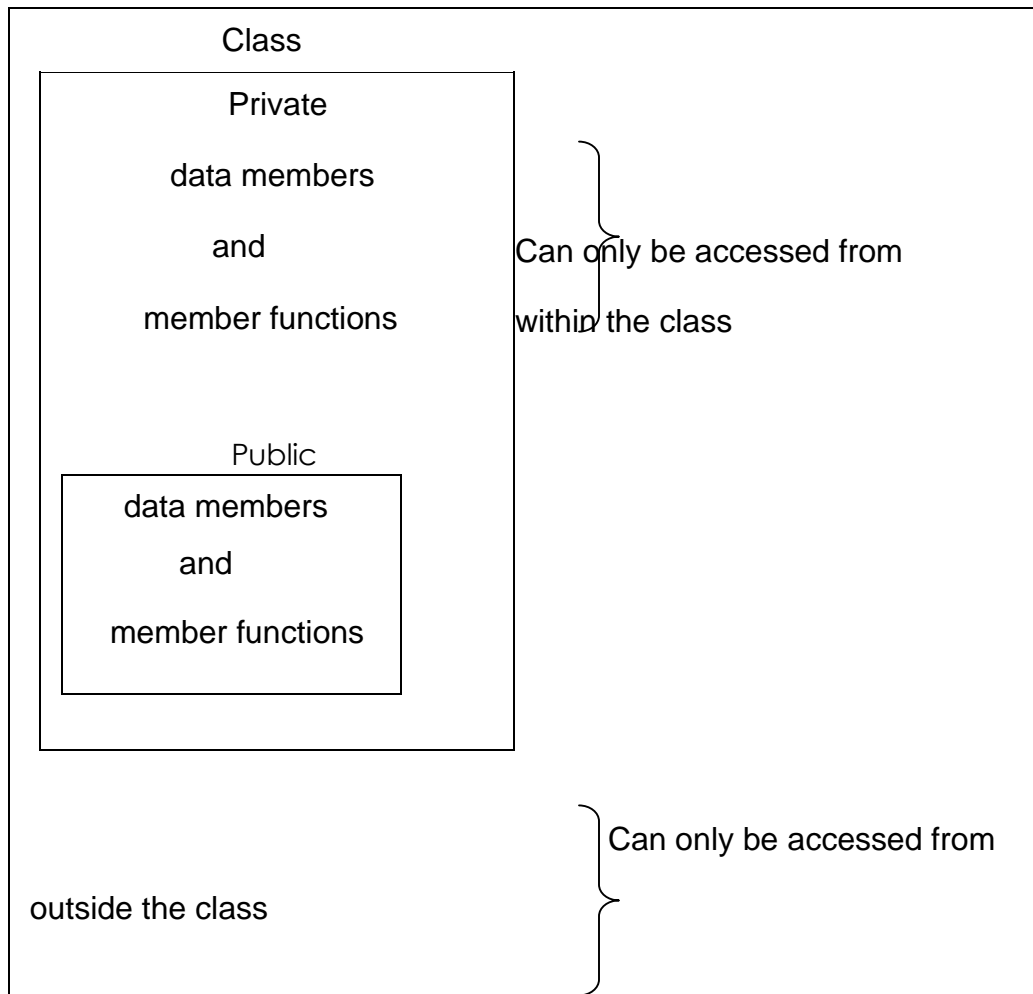 Class
Private
data members
and
member functions
Can only be accessed from
within the class
Public
data members
and
member functions
Can only be accessed from
outside the class